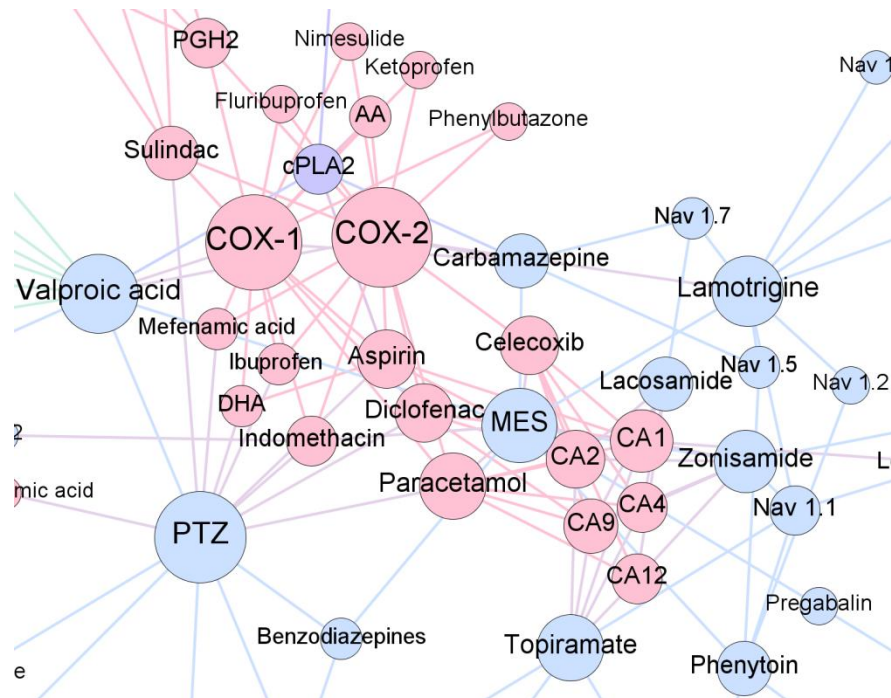 PGH2
Nimesulide
Ketoprofen
Nav 1
Fluribuprofen
AA
Phenylbutazone
Sulindac
cPLA2
Nav 1.7
COX-1
COX-2
Carbamazepine
Valproic acid
Lamotrigine
Mefenamic acid
Ibuprofen
Aspirin
Celecoxib
Nav 1.5
Nav 1.2
Lacosamide
DHA
Diclofenac
MES
CA1
Indomethacin
2
CA2
Zonisamide
L
mic acid
Paracetamol
CA4
Nav 1.1
PTZ
CA9
CA12
Pregabalin
Benzodiazepines
Topiramate
Phenytoin
e